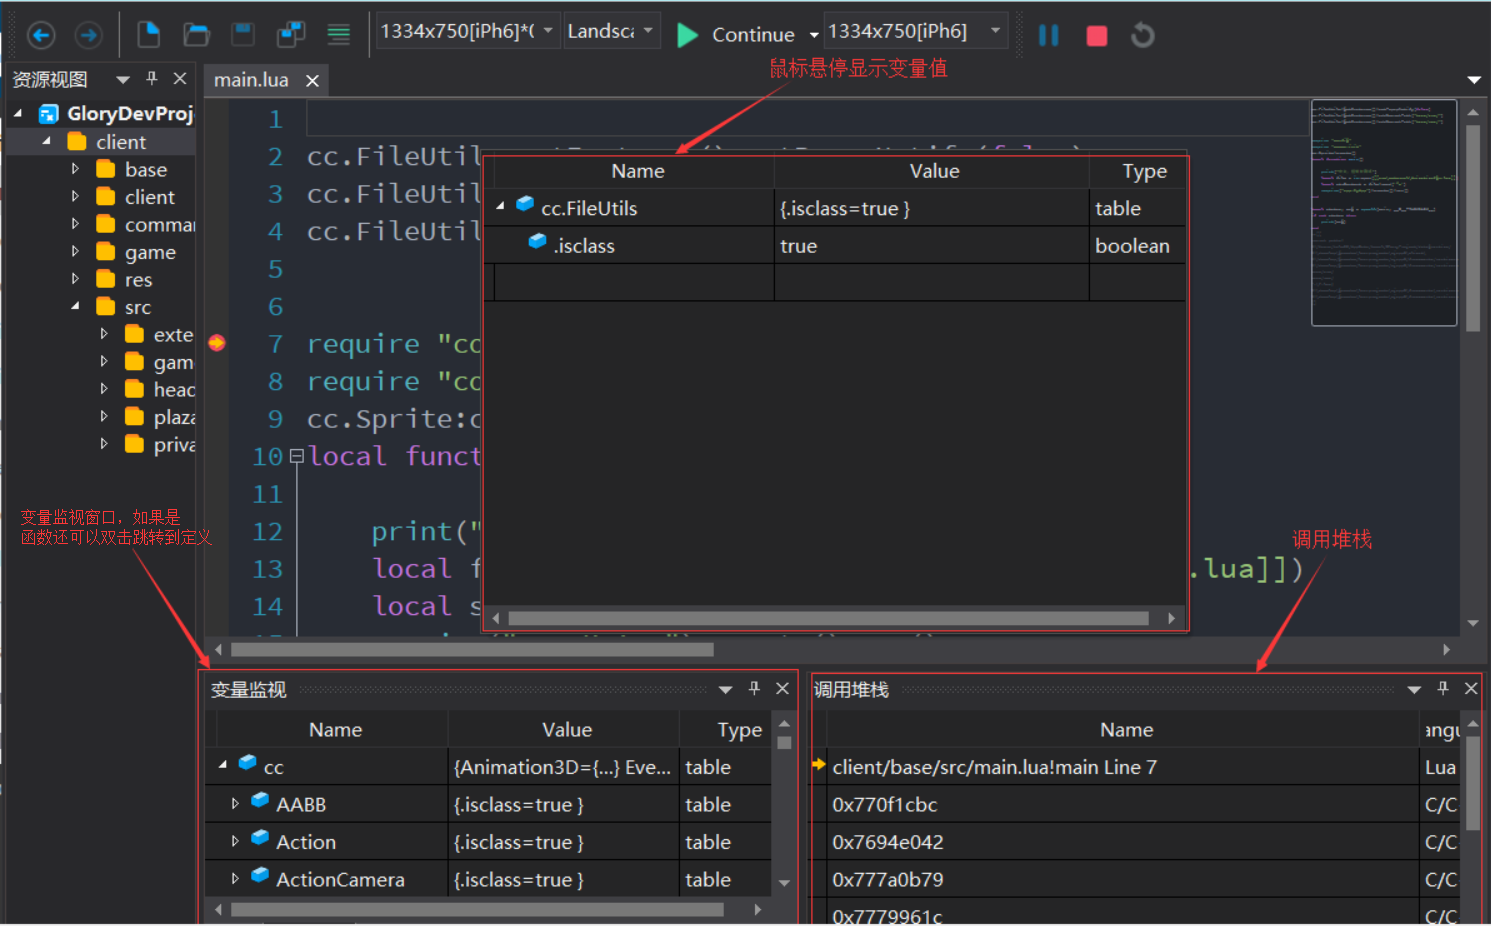 1334x750[iPh6]*(
Landsca
Continue
1334x750[iPh6]
鼠标悬停显示变量值
资源视图
main.lua
GloryDevProj
client
base
client
comma
game
res
src
exte
gam
head
plaza
priva
1
2 cc.FileUtil
3 cc.FileUtil
4 cc.FileUtil
5
6
7 require "co
8 require "co
9 cc.Sprite:c
10 local funct
11
12 print("
13 local f .lua]])
14 local s
Name Value Type
cc.FileUtils {.isclass=true } table
.isclass true boolean
变量监视窗口，如果是
函数还可以双击跳转到定义
调用堆栈
变量监视
Name Value Type
cc {Animation3D={...} Eve... table
AABB {.isclass=true } table
Action {.isclass=true } table
ActionCamera {.isclass=true } table
调用堆栈
Name angu
client/base/src/main.lua!main Line 7 Lua
0x770f1cbc C/C
0x7694e042 C/C
0x777a0b79 C/C
0x7779961c C/C